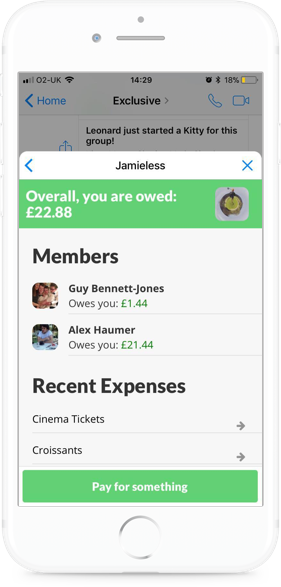 O2-UK 14:29 18%
Home Exclusive
Leonard just started a Kitty for this
group!
Jamieless
Overall, you are owed:
£22.88
Members
Guy Bennett-Jones
Owes you: £1.44
Alex Haumer
Owes you: £21.44
Recent Expenses
Cinema Tickets
Croissants
Pay for something